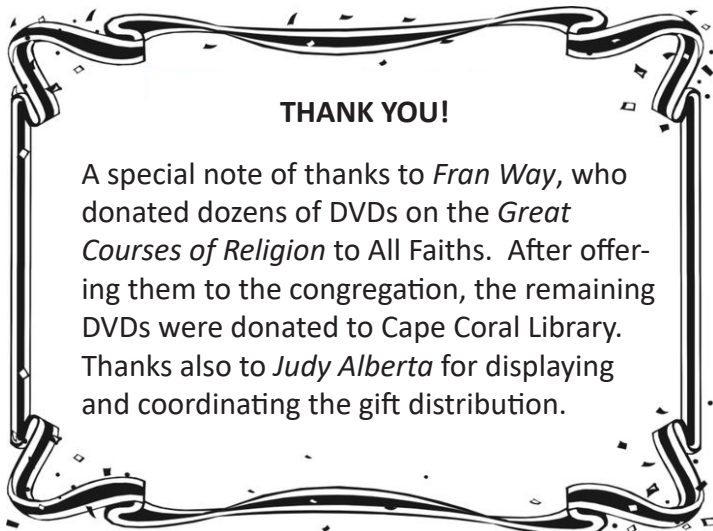 THANK YOU!
A special note of thanks to Fran Way, who
donated dozens of DVDs on the Great
Courses of Religion to All Faiths.  After offer-
ing them to the congregation, the remaining
DVDs were donated to Cape Coral Library.
Thanks also to Judy Alberta for displaying
and coordinating the gift distribution.